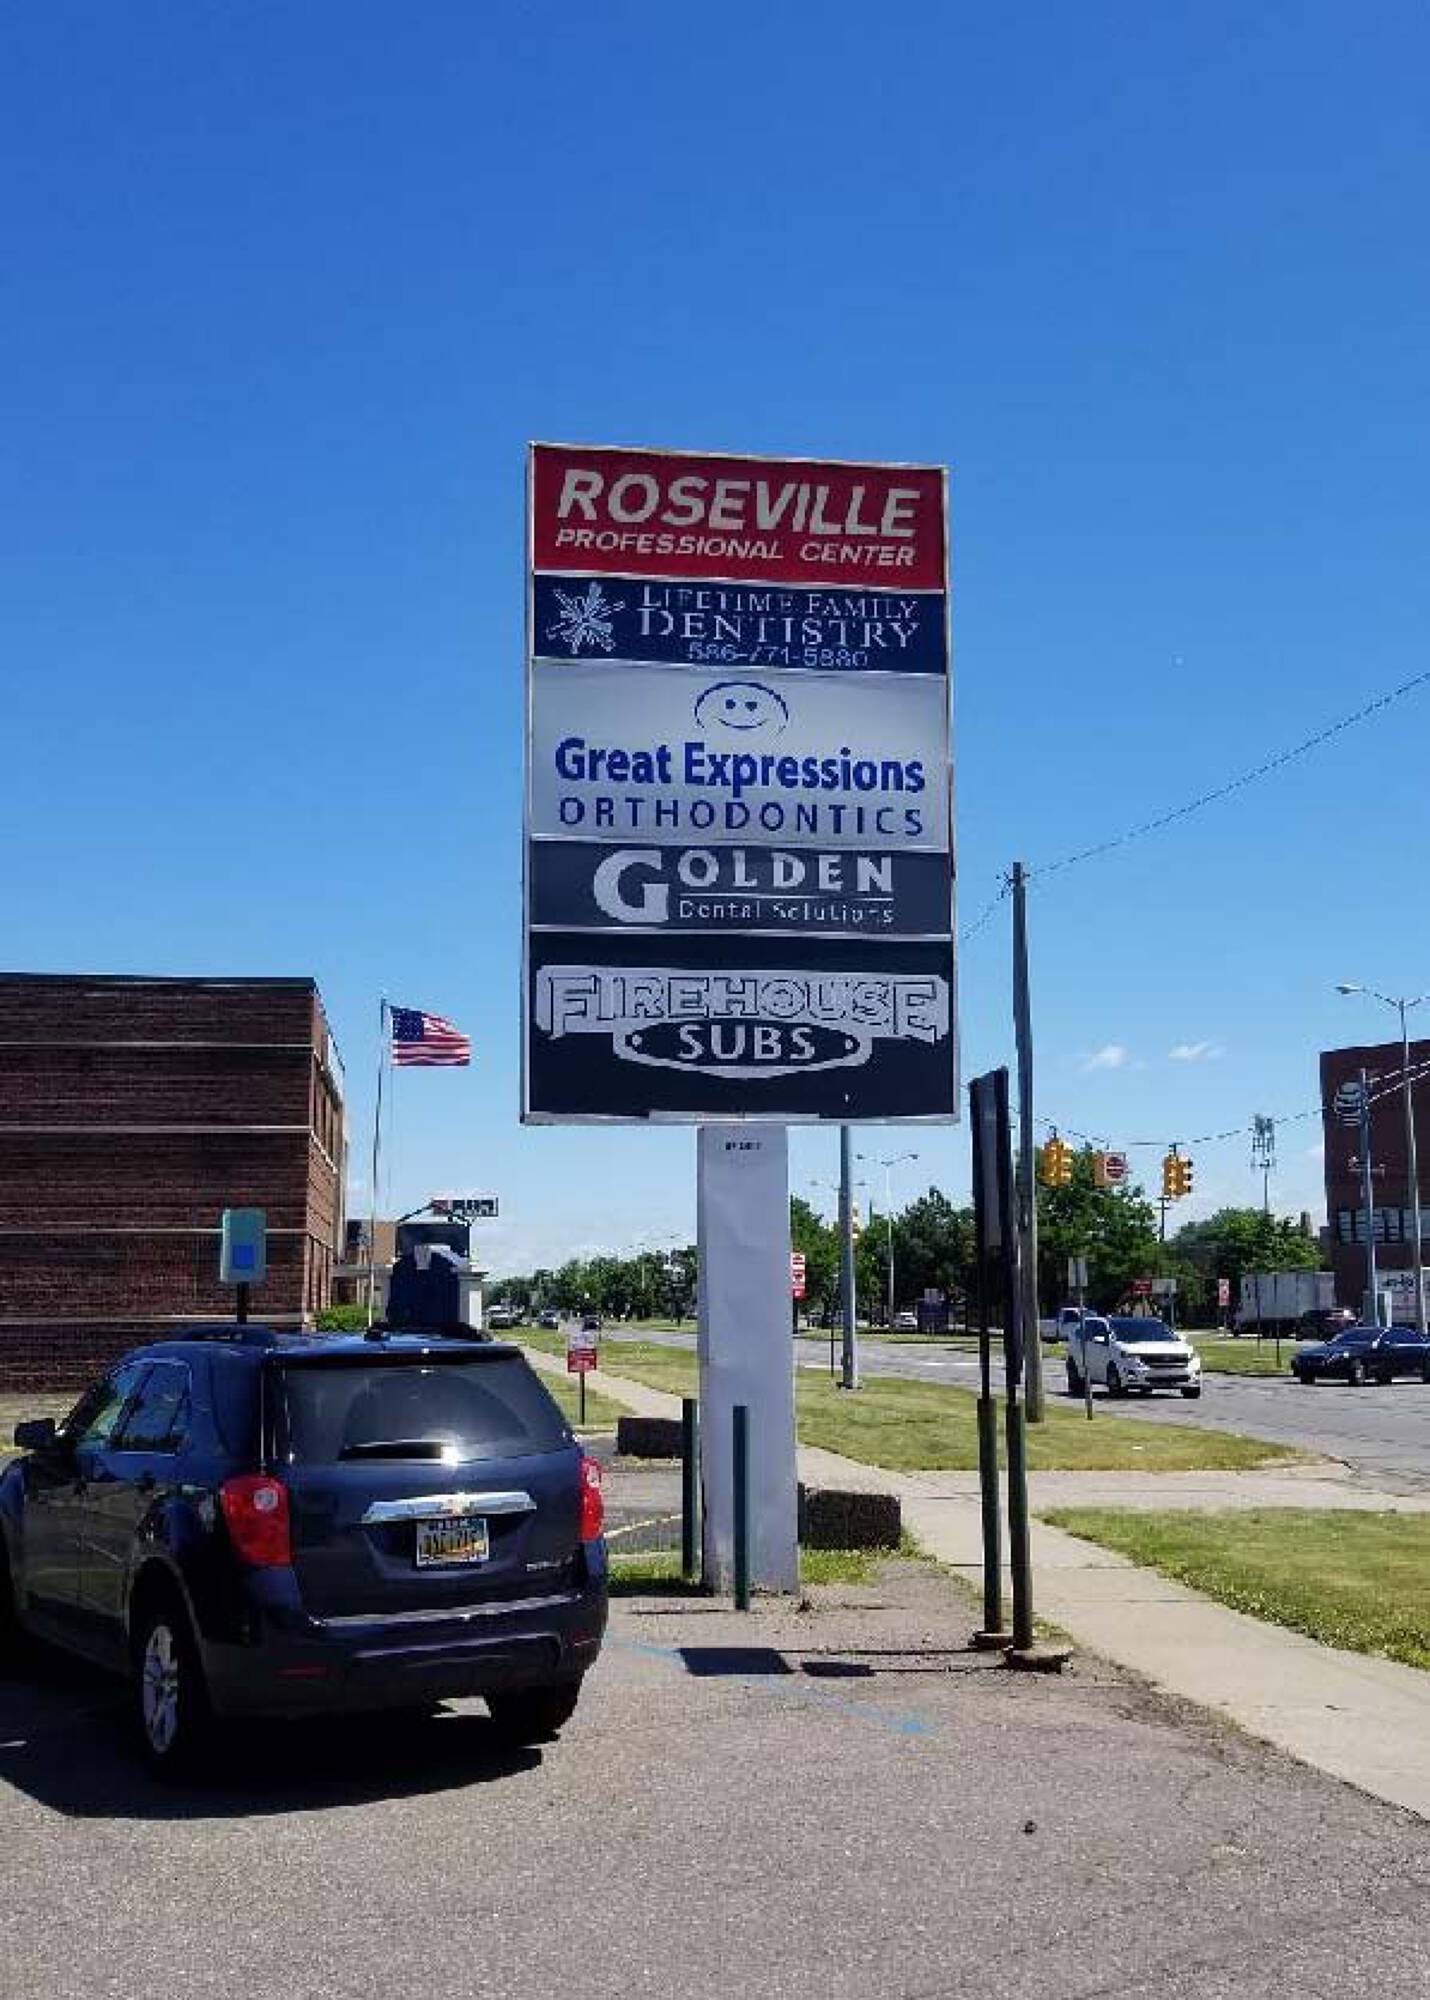 ROSEVILLE
PROFESSIONAL CENTER
LIFETIME FAMILY
DENTISTRY
586-771-5880
Great Expressions
ORTHODONTICS
GOLDEN
Dental Solutions
FIREHOUSE
SUBS